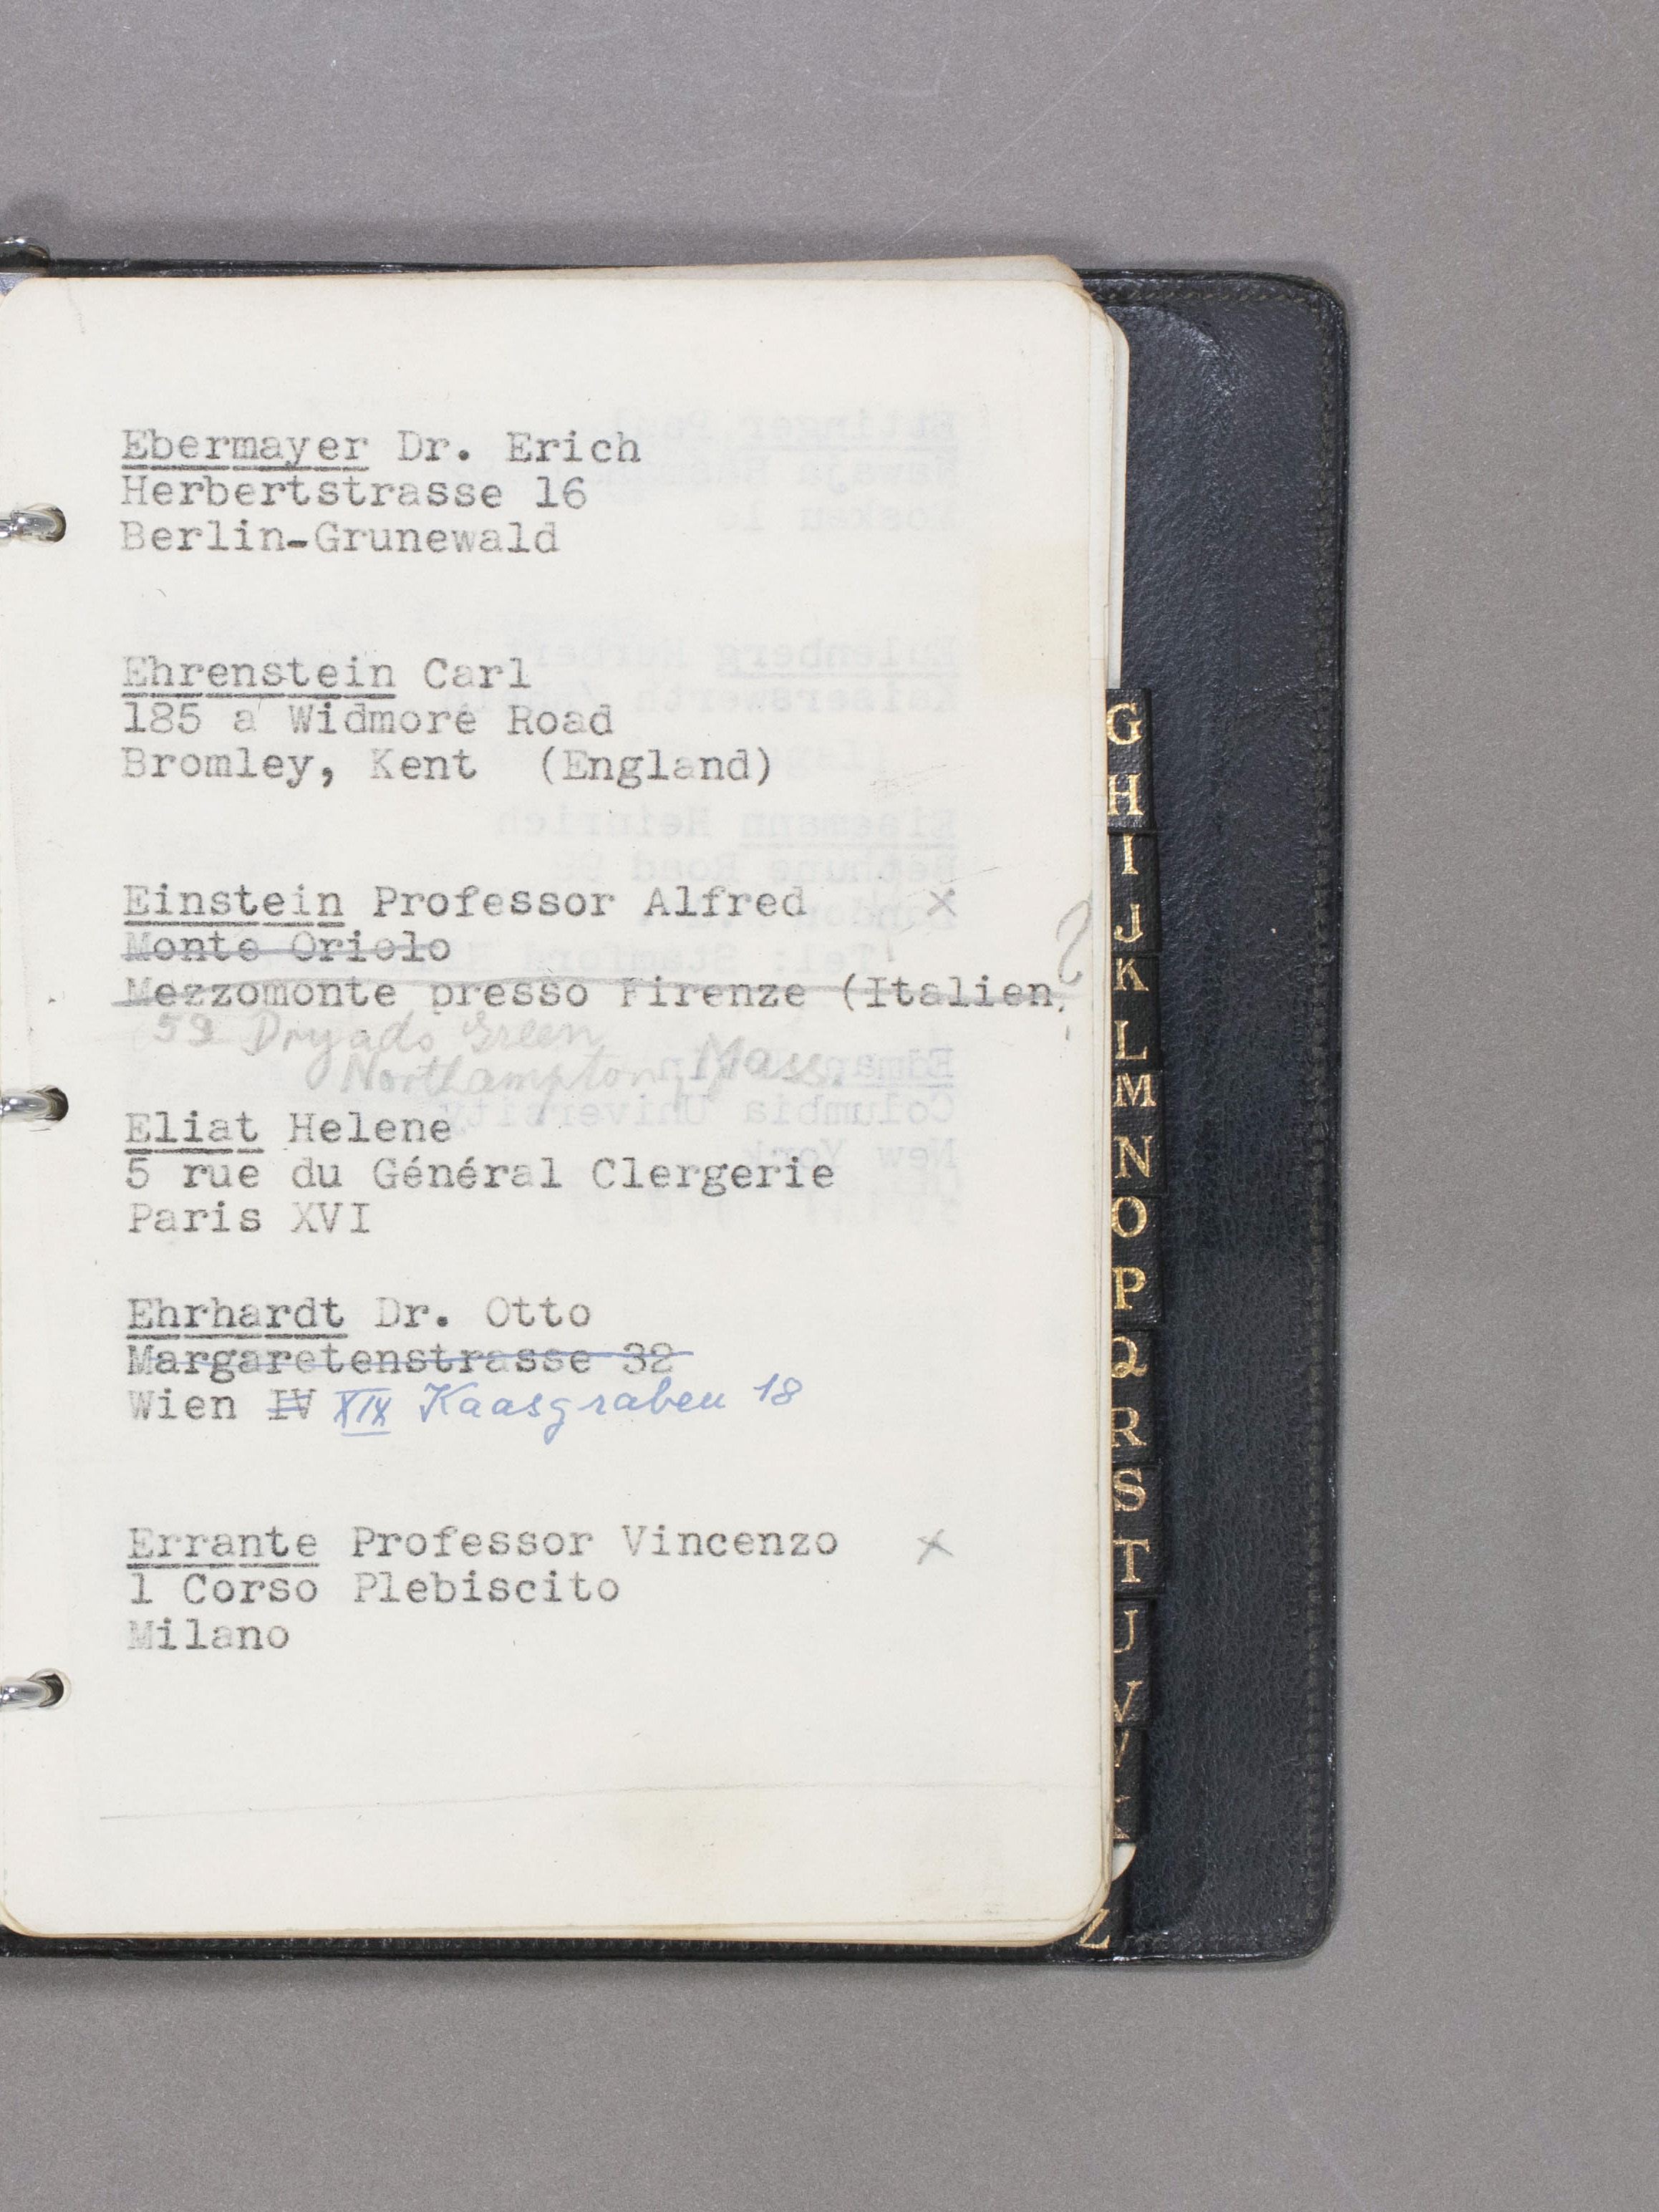 Ebermayer Dr. Erich
Herbertstrasse 16
Berlin-Grunewald
Ehrenstein Carl
185 a Widmore Road
Bromley, Kent (England)
Einstein Professor Alfred x
Monte Oriolo
Mezzomonte presso Firenze (Italien) ?
(59 Dryads Green
Northampton, Mass.
Eliat Helene
5 rue du Général Clergerie
Paris XVI
Ehrhardt Dr. Otto
Margaretenstrasse 32
Wien IV XIX Kaasgraben 18
Errante Professor Vincenzo x
1 Corso Plebiscito
Milano
G
H
I
J
K
L
M
N
O
P
Q
R
S
T
U
V
W
X
Z